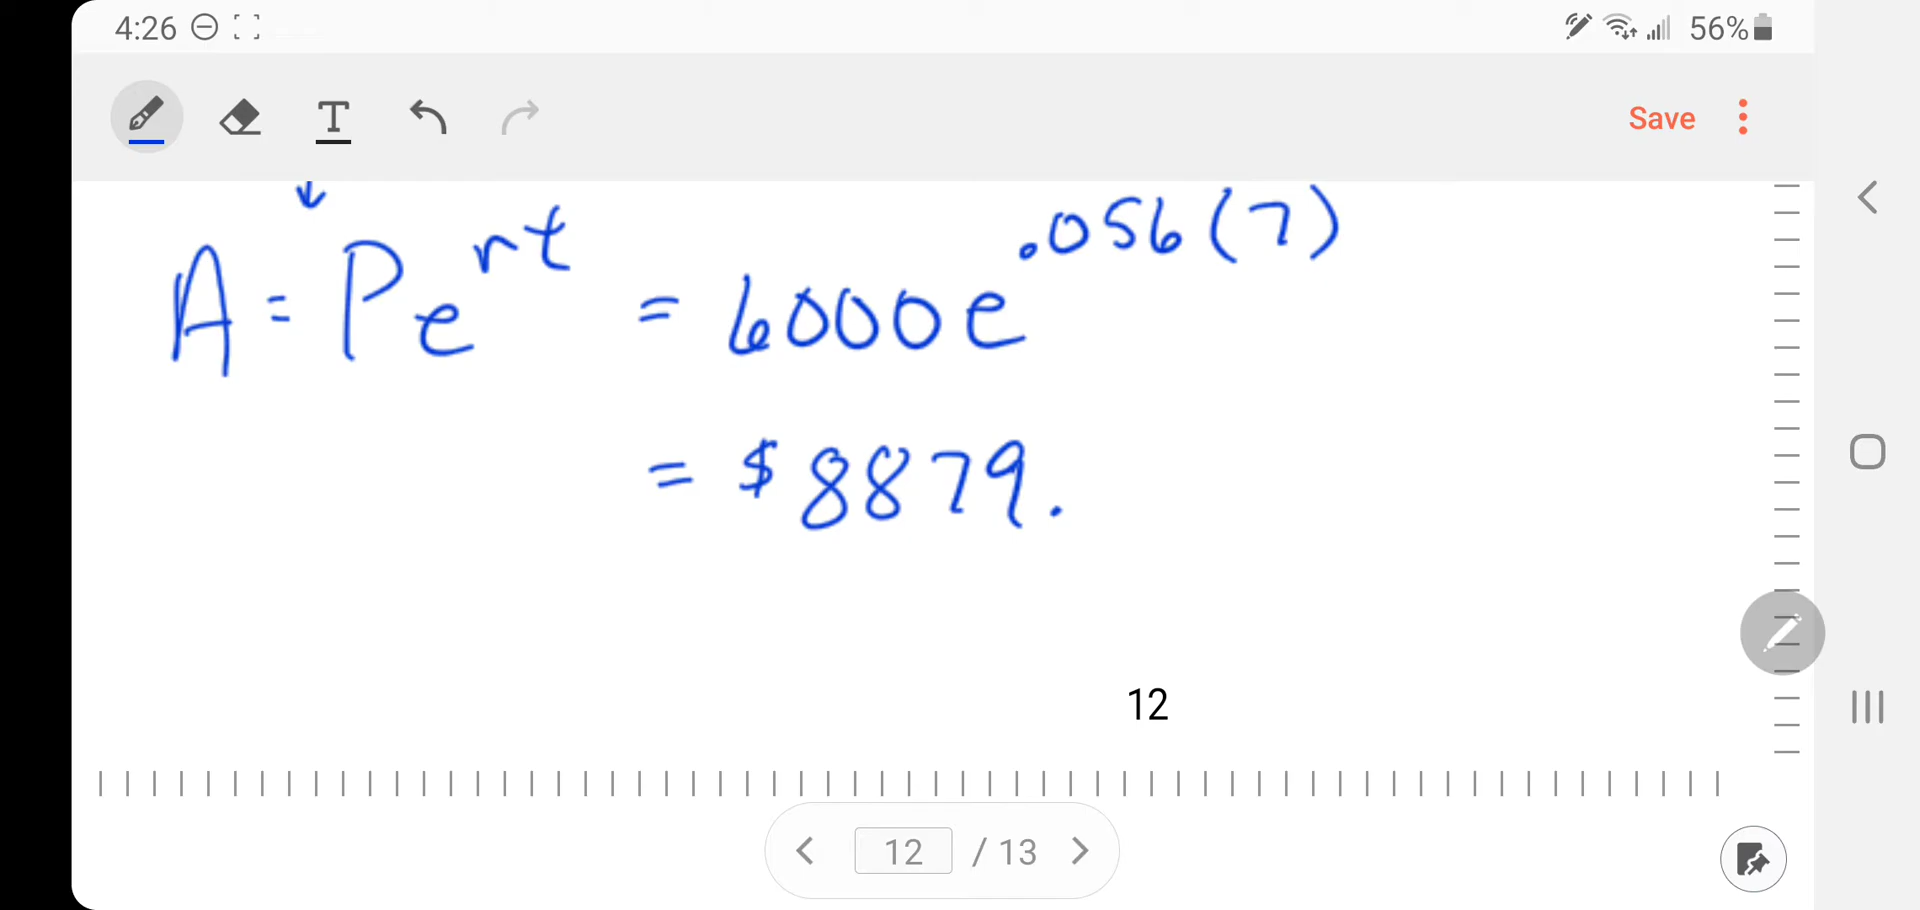 4:26 56%
T Save
A = Pe^rt = 6000e^.056(7)
= $8879.
12
12 / 13